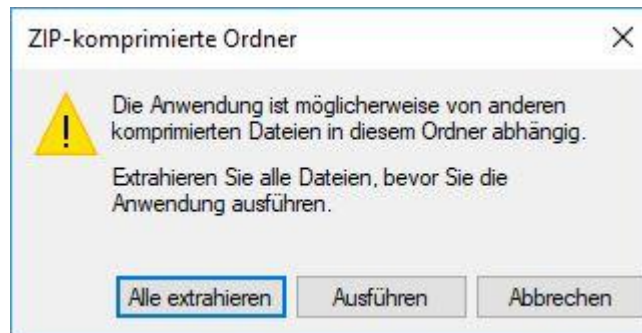 ZIP-komprimierte Ordner
Die Anwendung ist möglicherweise von anderen
komprimierten Dateien in diesem Ordner abhängig.
Extrahieren Sie alle Dateien, bevor Sie die
Anwendung ausführen.
Alle extrahieren
Ausführen
Abbrechen